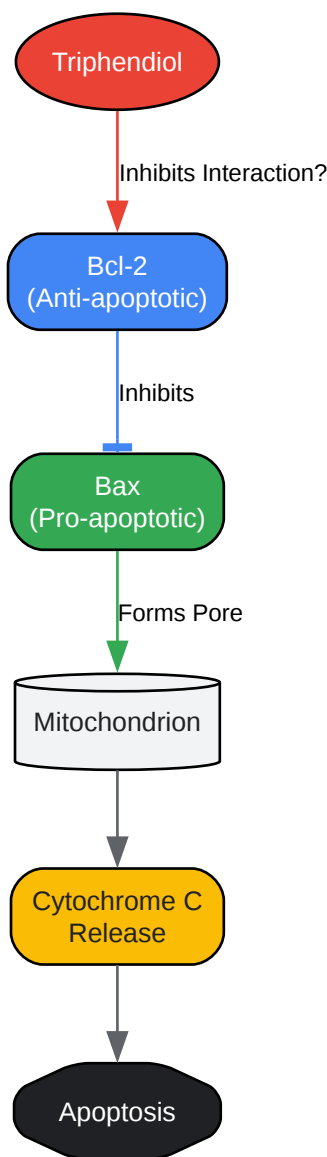 Triphendiol
Inhibits Interaction?
Bcl-2
(Anti-apoptotic)
Inhibits
Bax
(Pro-apoptotic)
Forms Pore
Mitochondrion
Cytochrome C
Release
Apoptosis